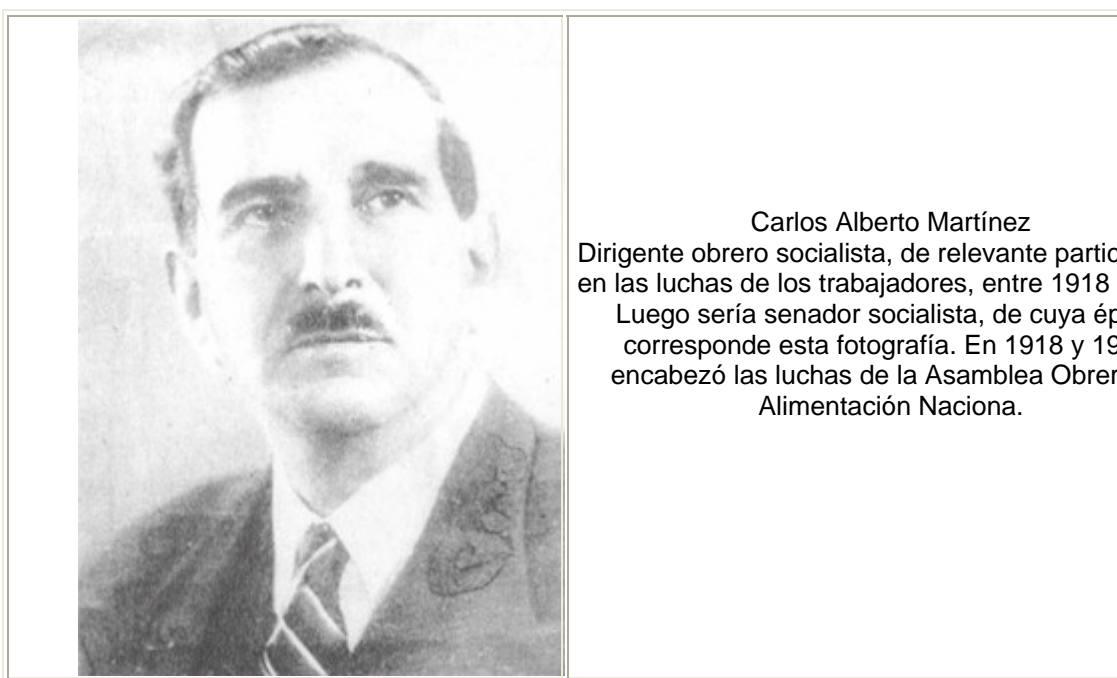 Carlos Alberto Martínez
Dirigente obrero socialista, de relevante
en las luchas de los trabajadores, entre 1918
Luego sería senador socialista, de cuya
corresponde esta fotografía. En 1918 y
encabezó las luchas de la Asamblea
Alimentación Naciona.